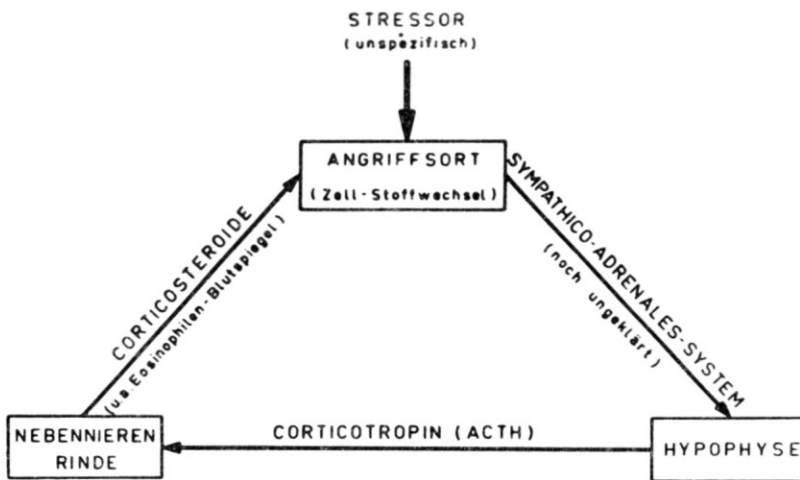 STRESSOR
(unspezifisch)
ANGRIFFSORT
(Zell-Stoffwechsel)
SYMPATHICO-ADRENALES-SYSTEM
(noch ungeklärt)
CORTICOSTEROIDE
(u.a. Eosinophilen-Blutspiegel)
NEBENNIEREN
RINDE
CORTICOTROPIN (ACTH)
HYPOPHYSE